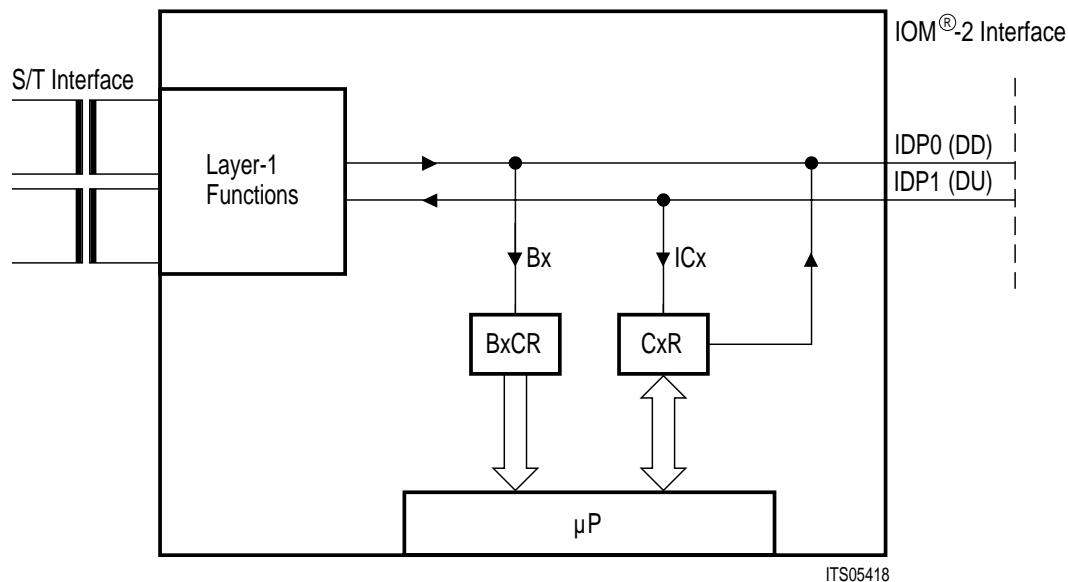 IOM®-2 Interface
S/T Interface
Layer-1
Functions
IDP0 (DD)
IDP1 (DU)
Bx
ICx
BxCR
CxR
µP
ITS05418